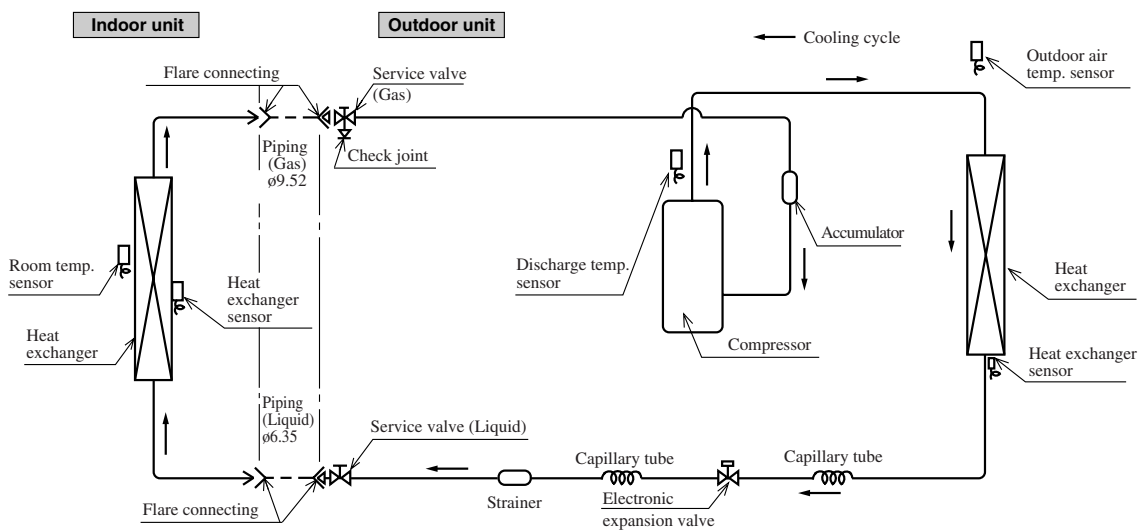 Indoor unit
Outdoor unit
Cooling cycle
Outdoor air
temp. sensor
Flare connecting
Service valve
(Gas)
Piping
(Gas)
ø9.52
Check joint
Accumulator
Room temp.
sensor
Heat
exchanger
sensor
Discharge temp.
sensor
Heat
exchanger
Heat
exchanger
Compressor
Heat exchanger
sensor
Piping
(Liquid)
ø6.35
Service valve (Liquid)
Capillary tube
Capillary tube
Strainer
Electronic
expansion valve
Flare connecting